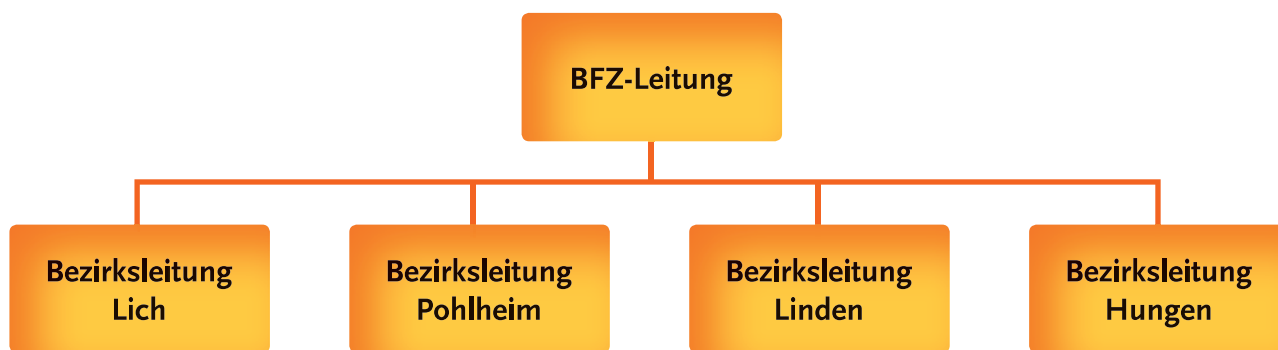 BFZ-Leitung
Bezirksleitung
Lich
Bezirksleitung
Pohlheim
Bezirksleitung
Linden
Bezirksleitung
Hungen